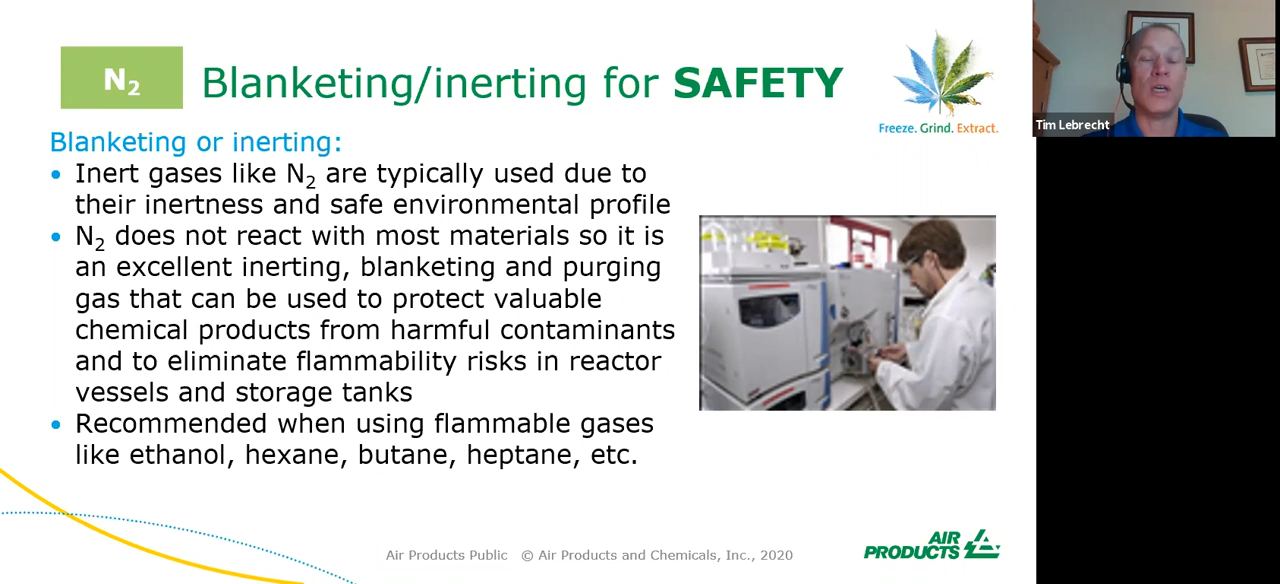 N₂
Blanketing/inerting for SAFETY
Freeze. Grind. Extract.
Tim Lebrecht
Blanketing or inerting:
• Inert gases like N₂ are typically used due to
their inertness and safe environmental profile
• N₂ does not react with most materials so it is
an excellent inerting, blanketing and purging
gas that can be used to protect valuable
chemical products from harmful contaminants
and to eliminate flammability risks in reactor
vessels and storage tanks
• Recommended when using flammable gases
like ethanol, hexane, butane, heptane, etc.
Air Products Public © Air Products and Chemicals, Inc., 2020
AIR
PRODUCTS